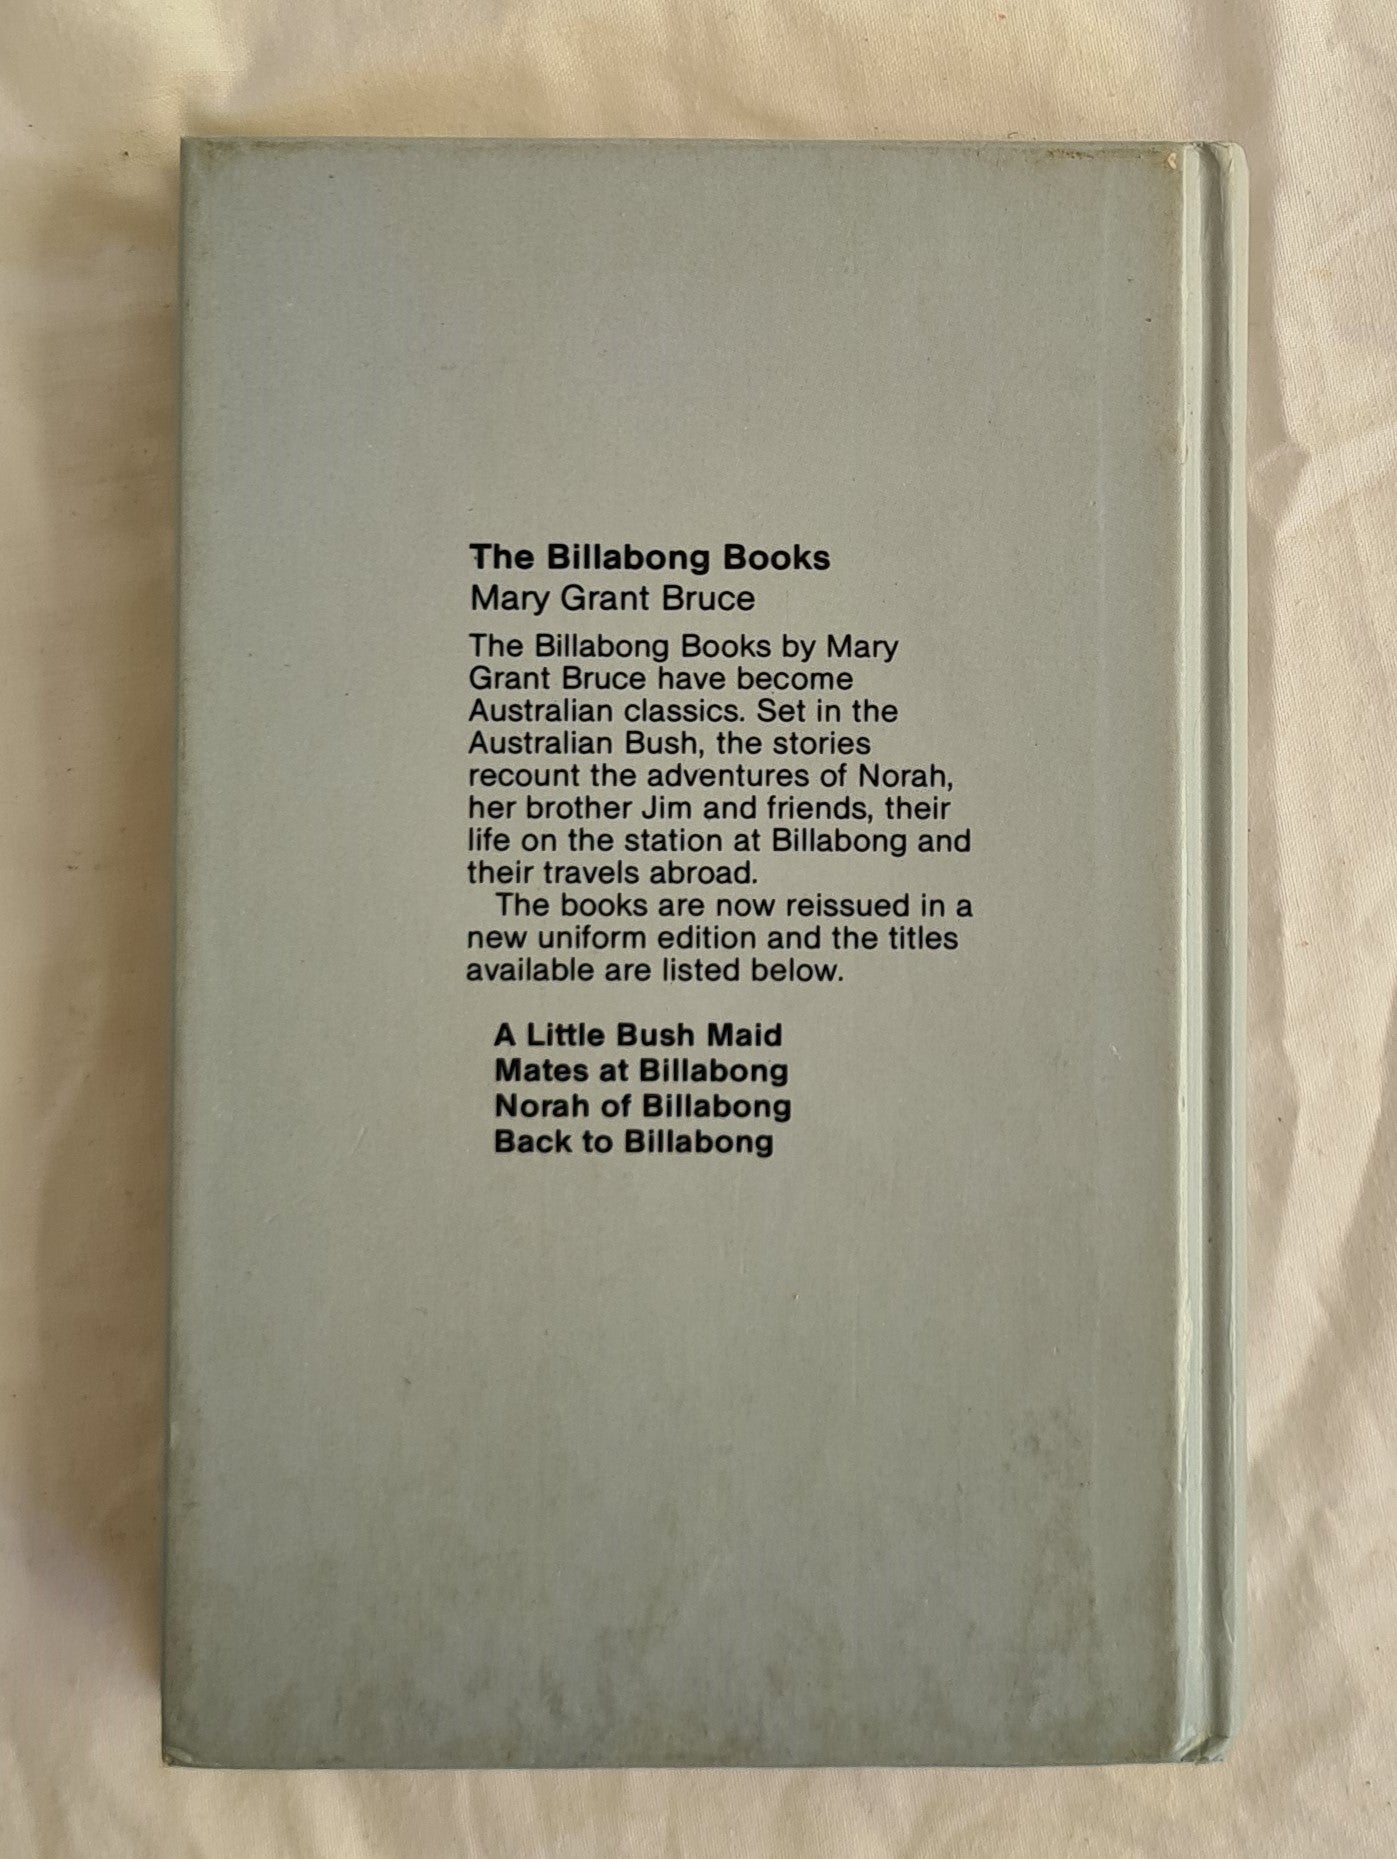 The Billabong Books
Mary Grant Bruce
The Billabong Books by Mary
Grant Bruce have become
Australian classics. Set in the
Australian Bush, the stories
recount the adventures of Norah,
her brother Jim and friends, their
life on the station at Billabong and
their travels abroad.
The books are now reissued in a
new uniform edition and the titles
available are listed below.
A Little Bush Maid
Mates at Billabong
Norah of Billabong
Back to Billabong